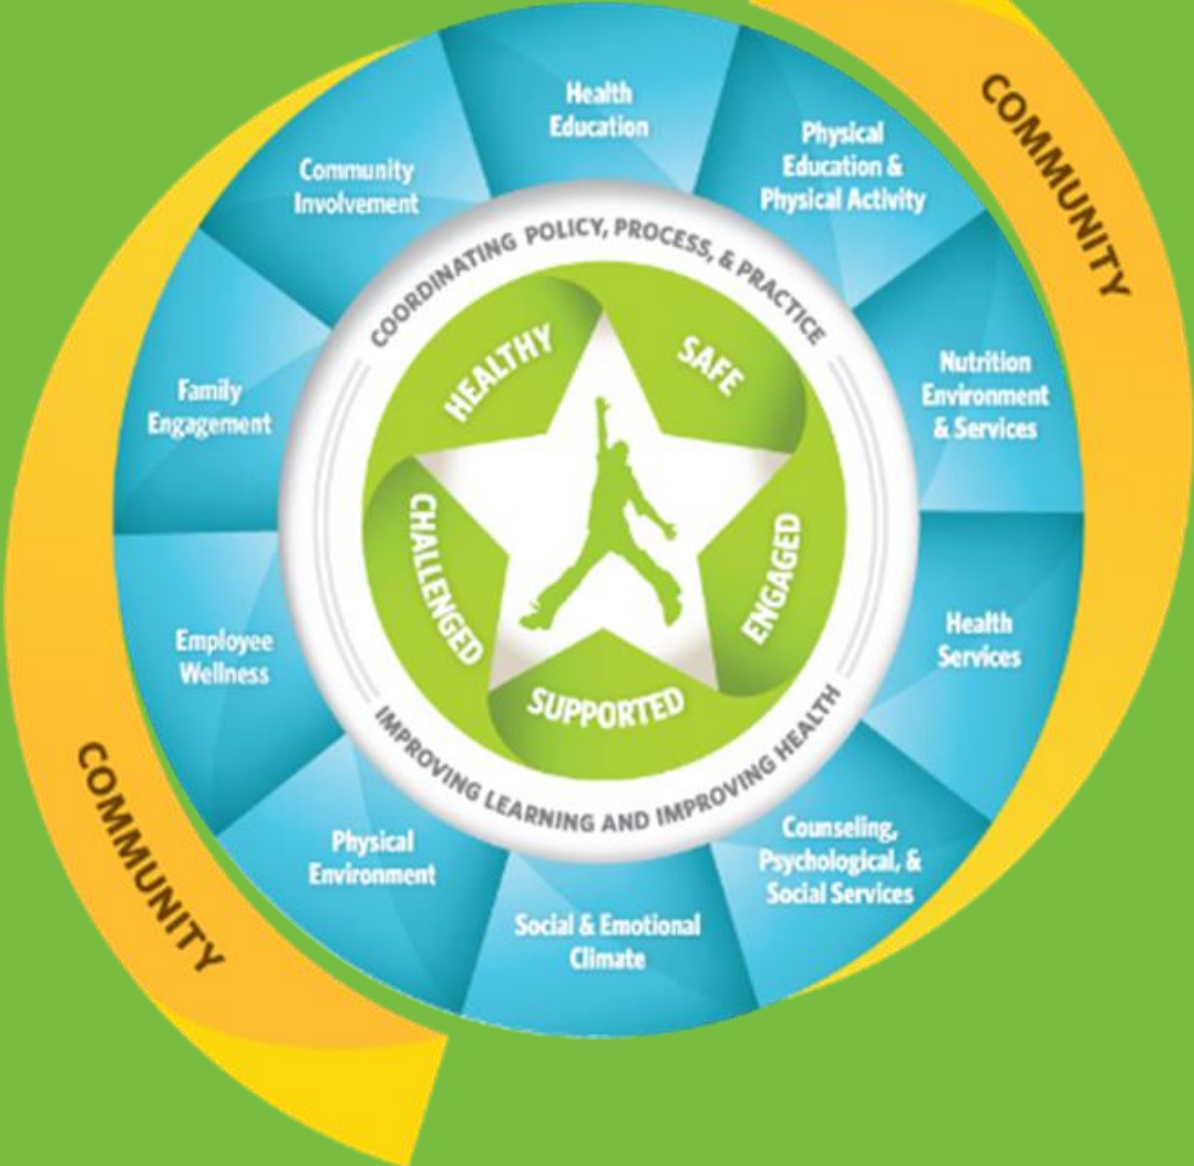 COMMUNITY
Health
Education
Physical
Education &
Physical Activity
Nutrition
Environment
& Services
Health
Services
Counseling,
Psychological, &
Social Services
Social & Emotional
Climate
Physical
Environment
Employee
Wellness
Family
Engagement
Community
Involvement
COORDINATING POLICY, PROCESS, & PRACTICE
IMPROVING LEARNING AND IMPROVING HEALTH
HEALTHY
SAFE
ENGAGED
SUPPORTED
CHALLENGED
COMMUNITY